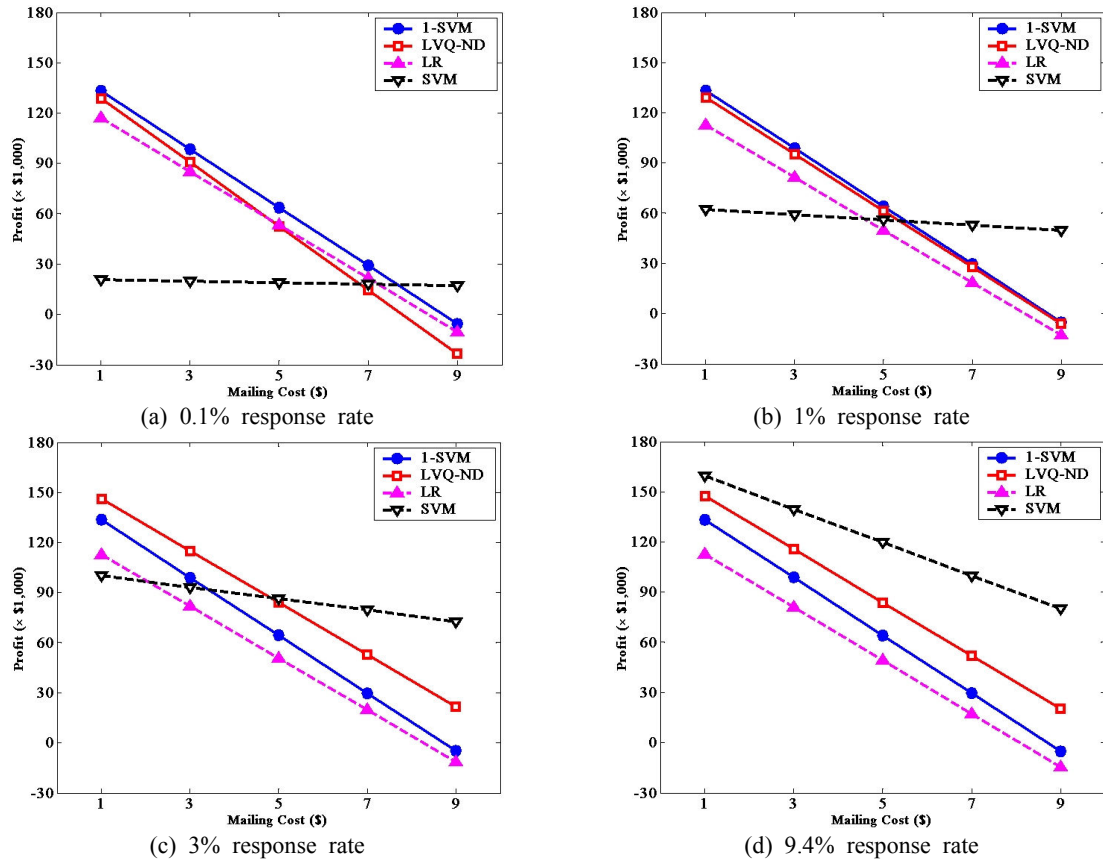 180
150
120
90
60
30
0
-30
Profit (× $1,000)
1-SVM
LVQ-ND
LR
SVM
1 3 5 7 9
Mailing Cost ($)
(a) 0.1% response rate
180
150
120
90
60
30
0
-30
Profit (× $1,000)
1-SVM
LVQ-ND
LR
SVM
1 3 5 7 9
Mailing Cost ($)
(b) 1% response rate
180
150
120
90
60
30
0
-30
Profit (× $1,000)
1-SVM
LVQ-ND
LR
SVM
1 3 5 7 9
Mailing Cost ($)
(c) 3% response rate
180
150
120
90
60
30
0
-30
Profit (× $1,000)
1-SVM
LVQ-ND
LR
SVM
1 3 5 7 9
Mailing Cost ($)
(d) 9.4% response rate